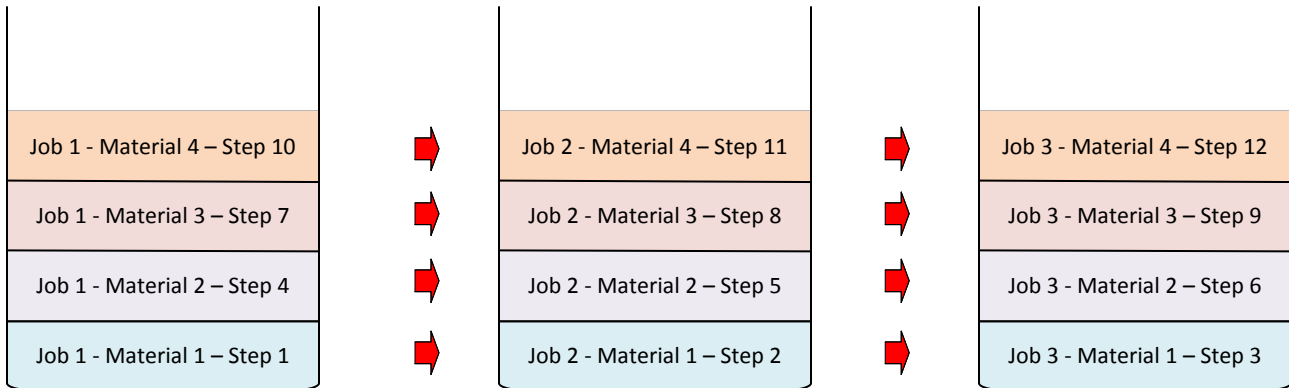 Job 1 - Material 4 – Step 10
Job 2 - Material 4 – Step 11
Job 3 - Material 4 – Step 12
Job 1 - Material 3 – Step 7
Job 2 - Material 3 – Step 8
Job 3 - Material 3 – Step 9
Job 1 - Material 2 – Step 4
Job 2 - Material 2 – Step 5
Job 3 - Material 2 – Step 6
Job 1 - Material 1 – Step 1
Job 2 - Material 1 – Step 2
Job 3 - Material 1 – Step 3